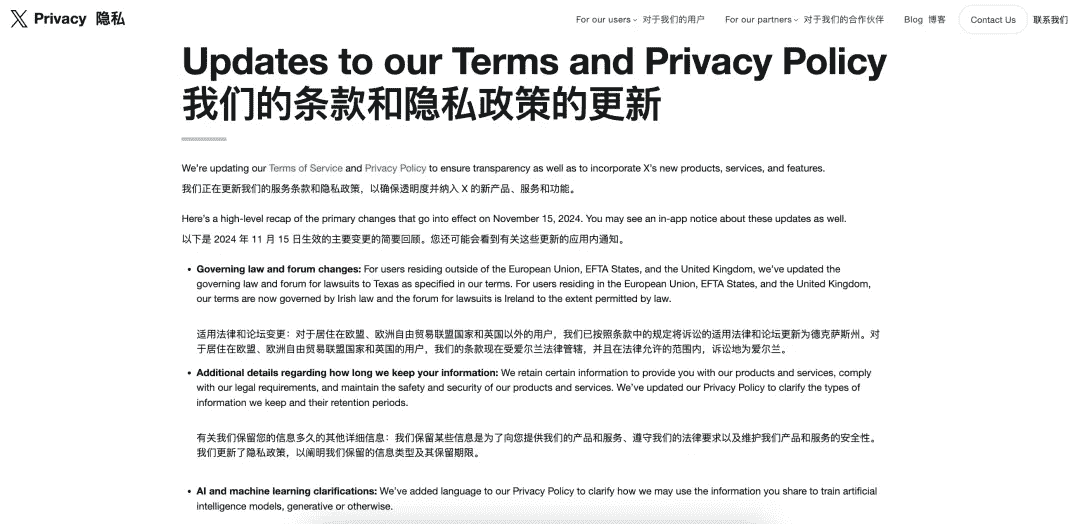 X Privacy 隐私 For our users 对于我们的用户 For our partners 对于我们的合作伙伴 Blog 博客 Contact Us 联系我们
Updates to our Terms and Privacy Policy
我们的条款和隐私政策的更新
We're updating our Terms of Service and Privacy Policy to ensure transparency as well as to incorporate X's new products, services, and features.
我们正在更新我们的服务条款和隐私政策，以确保透明度并纳入 X 的新产品、服务和功能。
Here's a high-level recap of the primary changes that go into effect on November 15, 2024. You may see an in-app notice about these updates as well.
以下是 2024 年 11 月 15 日生效的主要变更的简要回顾。您还可能会看到有关这些更新的应用内通知。
• Governing law and forum changes: For users residing outside of the European Union, EFTA States, and the United Kingdom, we've updated the
governing law and forum for lawsuits to Texas as specified in our terms. For users residing in the European Union, EFTA States, and the United Kingdom,
our terms are now governed by Irish law and the forum for lawsuits is Ireland to the extent permitted by law.
适用法律和论坛变更：对于居住在欧盟、欧洲自由贸易联盟国家和英国以外的用户，我们已按照条款中的规定将诉讼的适用法律和论坛更新为德克萨斯州。对
于居住在欧盟、欧洲自由贸易联盟国家和英国的用户，我们的条款现在受爱尔兰法律管辖，并且在法律允许的范围内，诉讼地为爱尔兰。
• Additional details regarding how long we keep your information: We retain certain information to provide you with our products and services, comply
with our legal requirements, and maintain the safety and security of our products and services. We've updated our Privacy Policy to clarify the types of
information we keep and their retention periods.
有关我们保留您的信息多久的其他详细信息：我们保留某些信息是为了向您提供我们的产品和服务、遵守我们的法律要求以及维护我们产品和服务的安全性。
我们更新了隐私政策，以阐明我们保留的信息类型及其保留期限。
• AI and machine learning clarifications: We've added language to our Privacy Policy to clarify how we may use the information you share to train artificial
intelligence models, generative or otherwise.